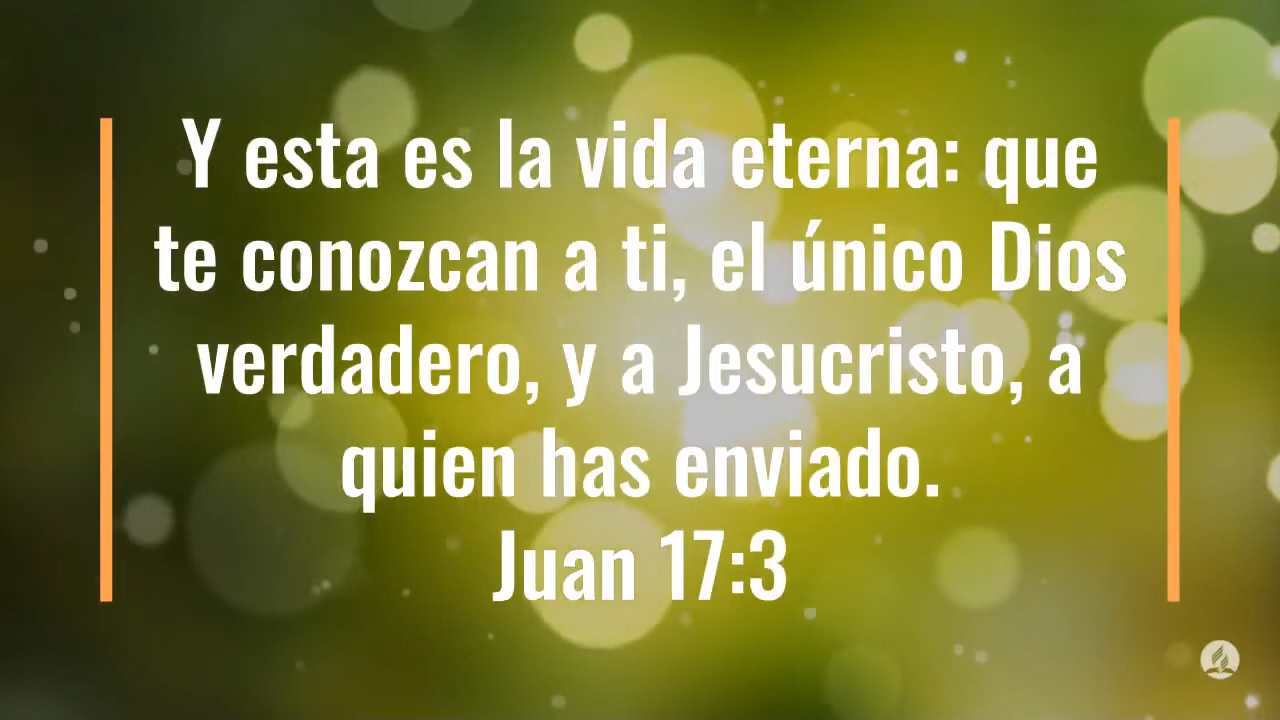 Y esta es la vida eterna: que
te conozcan a ti, el único Dios
verdadero, y a Jesucristo, a
quien has enviado.
Juan 17:3